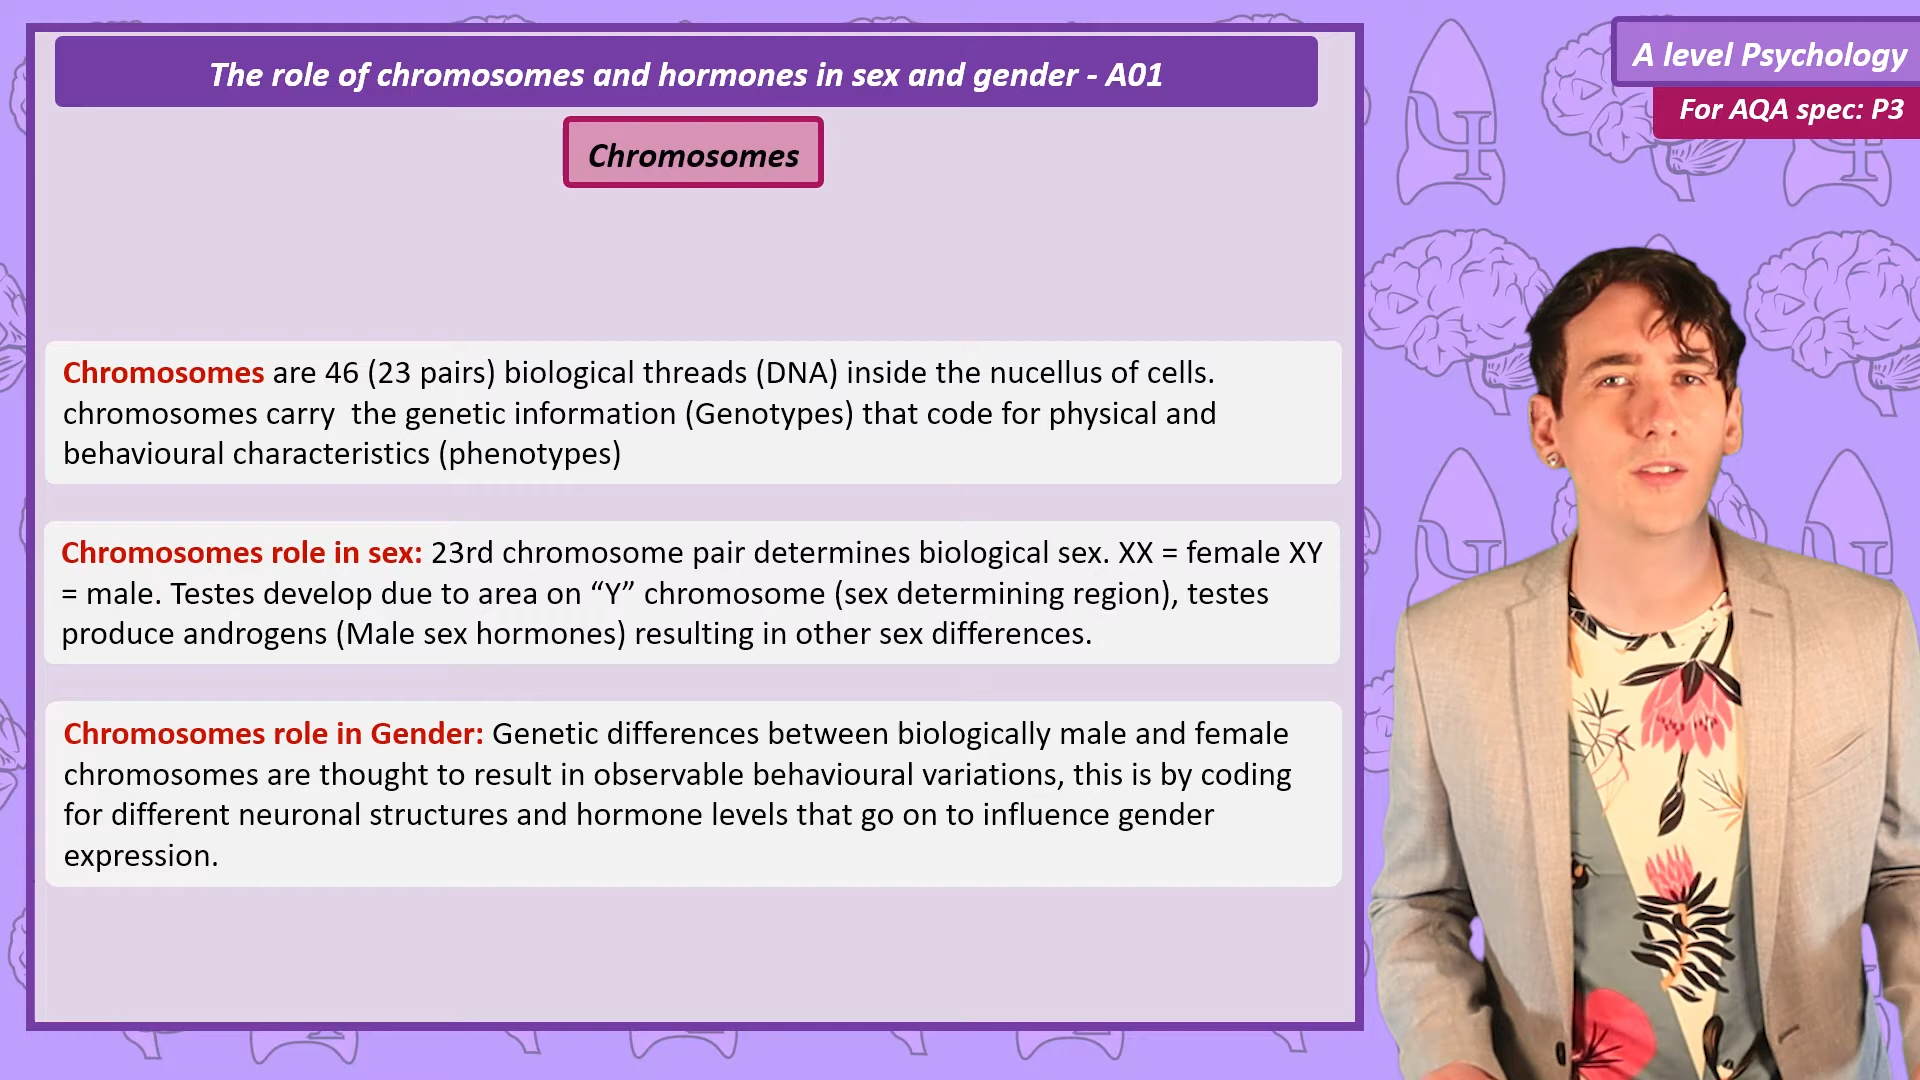 The role of chromosomes and hormones in sex and gender - A01
A level Psychology
For AQA spec: P3
Chromosomes
Chromosomes are 46 (23 pairs) biological threads (DNA) inside the nucellus of cells.
chromosomes carry  the genetic information (Genotypes) that code for physical and
behavioural characteristics (phenotypes)
Chromosomes role in sex: 23rd chromosome pair determines biological sex. XX = female XY
= male. Testes develop due to area on “Y” chromosome (sex determining region), testes
produce androgens (Male sex hormones) resulting in other sex differences.
Chromosomes role in Gender: Genetic differences between biologically male and female
chromosomes are thought to result in observable behavioural variations, this is by coding
for different neuronal structures and hormone levels that go on to influence gender
expression.